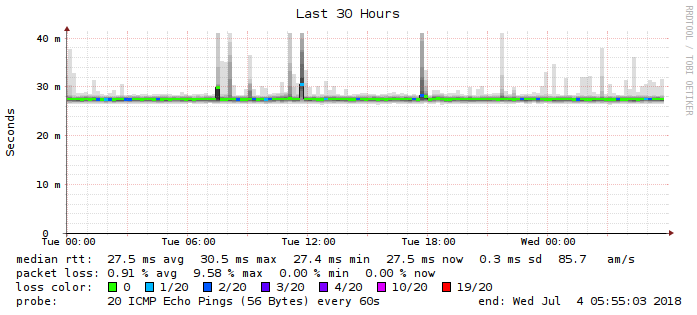 Last 30 Hours
RRDTOOL / TOBI OETIKER
Seconds
40 m
30 m
20 m
10 m
0
Tue 00:00 Tue 06:00 Tue 12:00 Tue 18:00 Wed 00:00
median rtt: 27.5 ms avg 30.5 ms max 27.4 ms min 27.5 ms now 0.3 ms sd 85.7 am/s
packet loss: 0.91 % avg 9.58 % max 0.00 % min 0.00 % now
loss color: 0 1/20 2/20 3/20 4/20 10/20 19/20
probe: 20 ICMP Echo Pings (56 Bytes) every 60s end: Wed Jul 4 05:55:03 2018